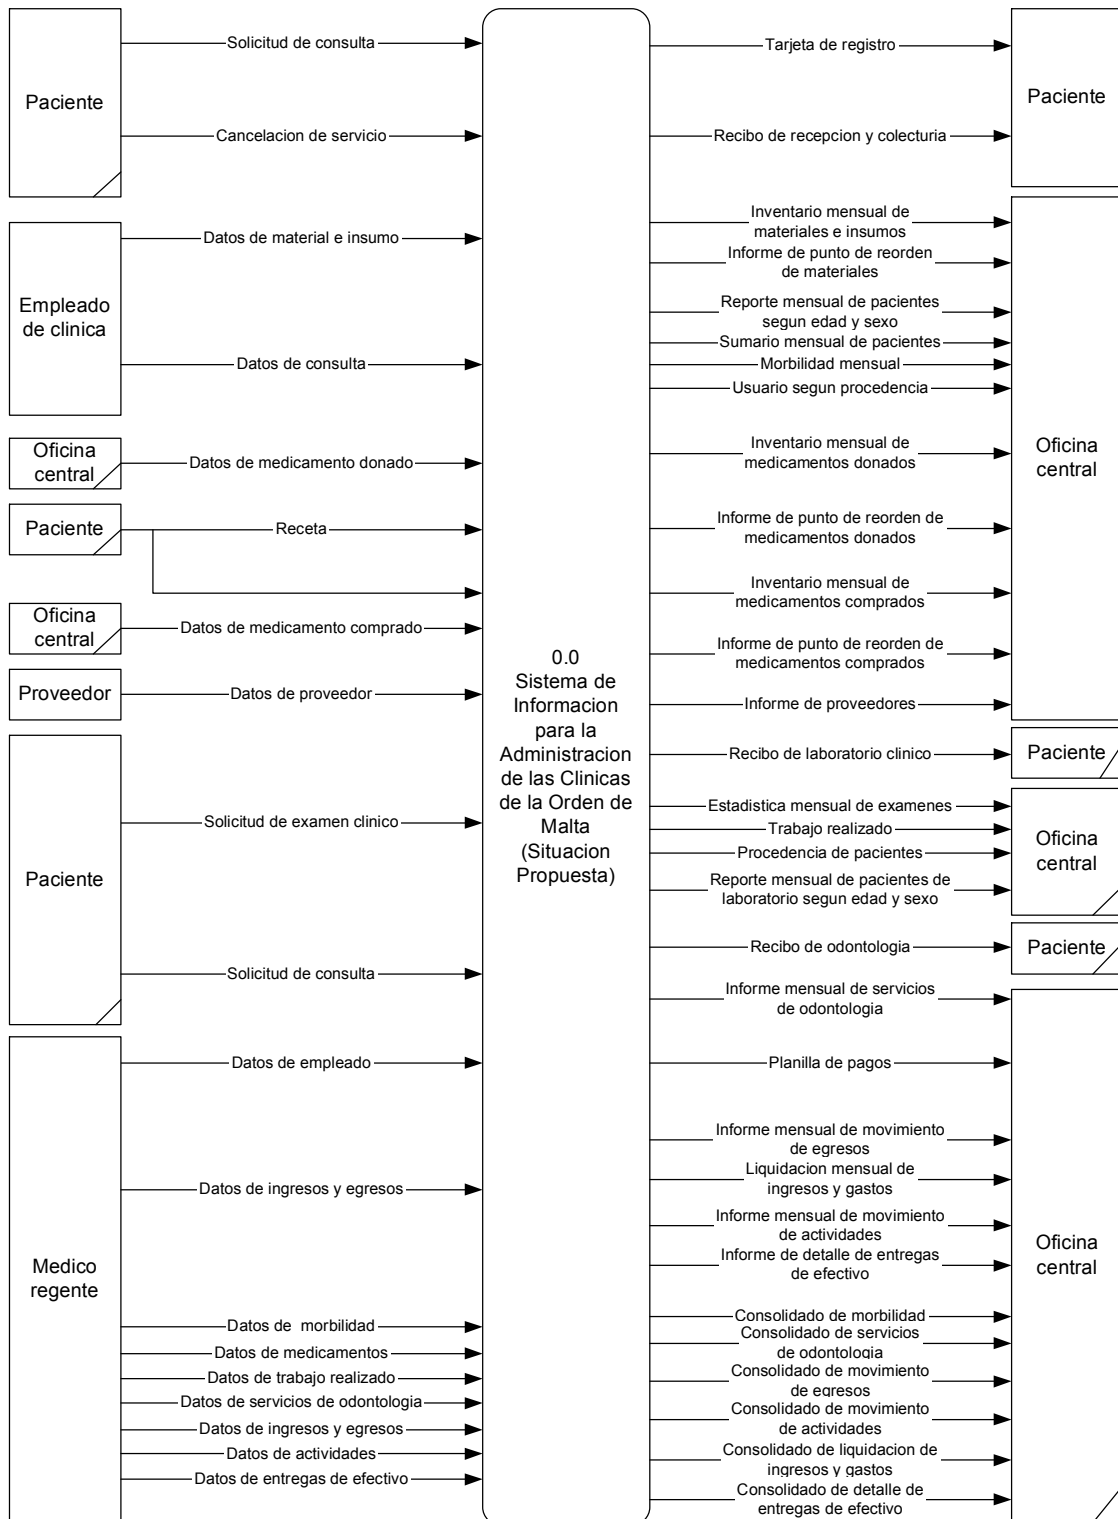 Paciente
Solicitud de consulta
Cancelacion de servicio
Empleado
de clinica
Datos de material e insumo
Datos de consulta
Oficina
central
Datos de medicamento donado
Paciente
Receta
Oficina
central
Datos de medicamento comprado
Proveedor
Datos de proveedor
Paciente
Solicitud de examen clinico
Solicitud de consulta
Medico
regente
Datos de empleado
Datos de ingresos y egresos
Datos de  morbilidad
Datos de medicamentos
Datos de trabajo realizado
Datos de servicios de odontologia
Datos de ingresos y egresos
Datos de actividades
Datos de entregas de efectivo
0.0
Sistema de
Informacion
para la
Administracion
de las Clinicas
de la Orden de
Malta
(Situacion
Propuesta)
Tarjeta de registro
Recibo de recepcion y colecturia
Paciente
Inventario mensual de
materiales e insumos
Informe de punto de reorden
de materiales
Reporte mensual de pacientes
segun edad y sexo
Sumario mensual de pacientes
Morbilidad mensual
Usuario segun procedencia
Inventario mensual de
medicamentos donados
Informe de punto de reorden de
medicamentos donados
Inventario mensual de
medicamentos comprados
Informe de punto de reorden de
medicamentos comprados
Informe de proveedores
Oficina
central
Recibo de laboratorio clinico
Paciente
Estadistica mensual de examenes
Trabajo realizado
Procedencia de pacientes
Reporte mensual de pacientes de
laboratorio segun edad y sexo
Oficina
central
Recibo de odontologia
Paciente
Informe mensual de servicios
de odontologia
Planilla de pagos
Informe mensual de movimiento
de egresos
Liquidacion mensual de
ingresos y gastos
Informe mensual de movimiento
de actividades
Informe de detalle de entregas
de efectivo
Consolidado de morbilidad
Consolidado de servicios
de odontologia
Consolidado de movimiento
de egresos
Consolidado de movimiento
de actividades
Consolidado de liquidacion de
ingresos y gastos
Consolidado de detalle de
entregas de efectivo
Oficina
central